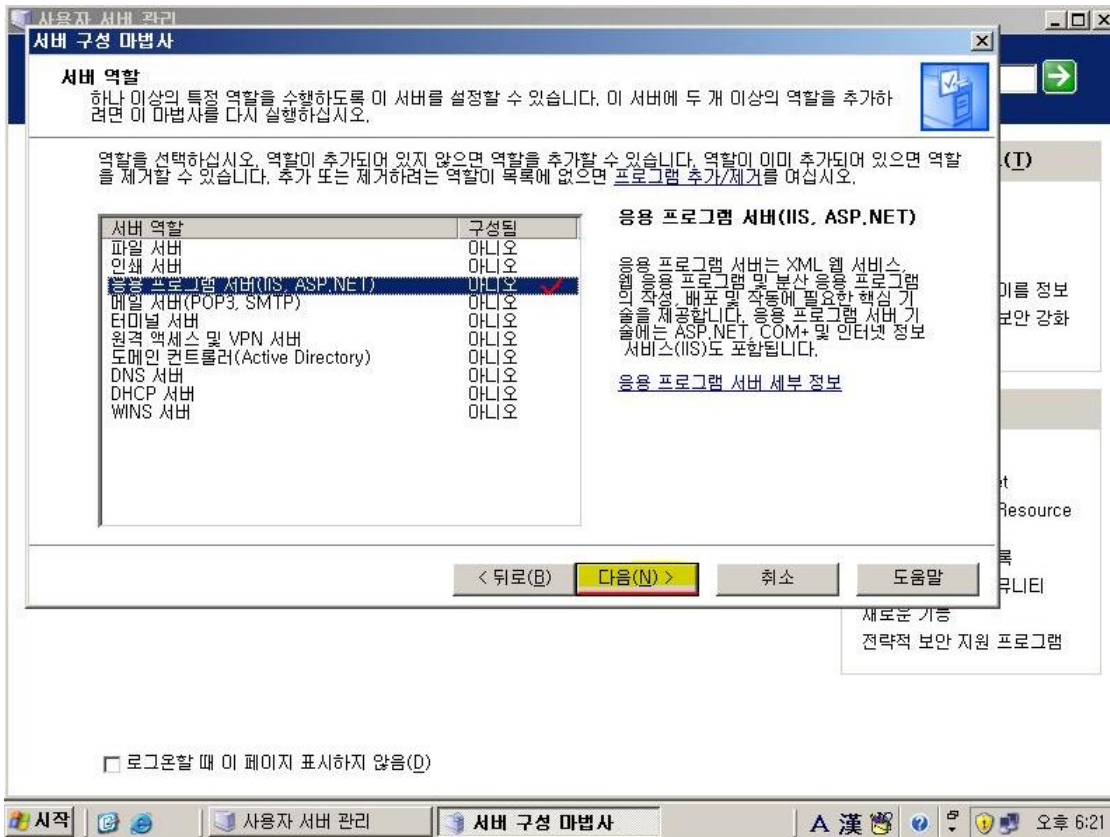 사용자 서버 관리
서버 구성 마법사
서버 역할
하나 이상의 특정 역할을 수행하도록 이 서버를 설정할 수 있습니다. 이 서버에 두 개 이상의 역할을 추가하
려면 이 마법사를 다시 실행하십시오.
역할을 선택하십시오. 역할이 추가되어 있지 않으면 역할을 추가할 수 있습니다. 역할이 이미 추가되어 있으면 역할
을 제거할 수 있습니다. 추가 또는 제거하려는 역할이 목록에 없으면 프로그램 추가/제거를 여십시오.
서버 역할 구성됨
파일 서버 아니오
인쇄 서버 아니오
응용 프로그램 서버(IIS, ASP.NET) 아니오
메일 서버(POP3, SMTP) 아니오
터미널 서버 아니오
원격 액세스 및 VPN 서버 아니오
도메인 컨트롤러(Active Directory) 아니오
DNS 서버 아니오
DHCP 서버 아니오
WINS 서버 아니오
응용 프로그램 서버(IIS, ASP.NET)
응용 프로그램 서버는 XML 웹 서비스,
웹 응용 프로그램 및 분산 응용 프로그램
의 작성, 배포 및 작동에 필요한 핵심 기
술을 제공합니다. 응용 프로그램 서버 기
술에는 ASP.NET, COM+ 및 인터넷 정보
서비스(IIS)도 포함됩니다.
응용 프로그램 서버 세부 정보
< 뒤로(B) 다음(N) > 취소 도움말
(T)
이름 정보
보안 강화
et
Resource
록
뮤니티
새로운 기능
전략적 보안 지원 프로그램
로그온할 때 이 페이지 표시하지 않음(D)
시작 사용자 서버 관리 서버 구성 마법사 A 漢 오후 6:21